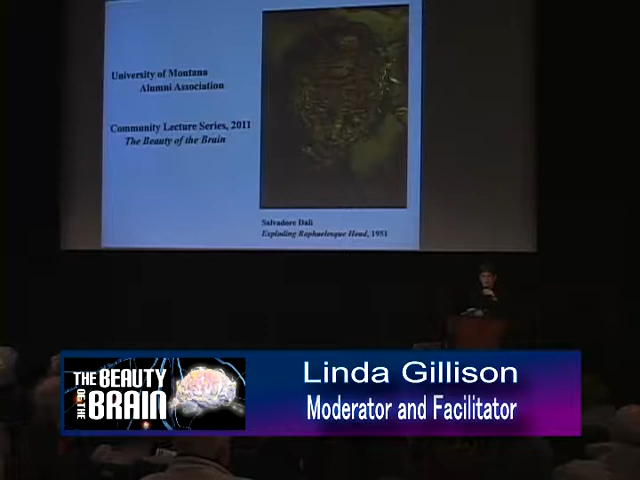 University of Montana
Alumni Association
Community Lecture Series, 2011
The Beauty of the Brain
Salvadore Dali
Exploding Raphaelesque Head, 1951
THE BEAUTY
OF THE
BRAIN
Linda Gillison
Moderator and Facilitator